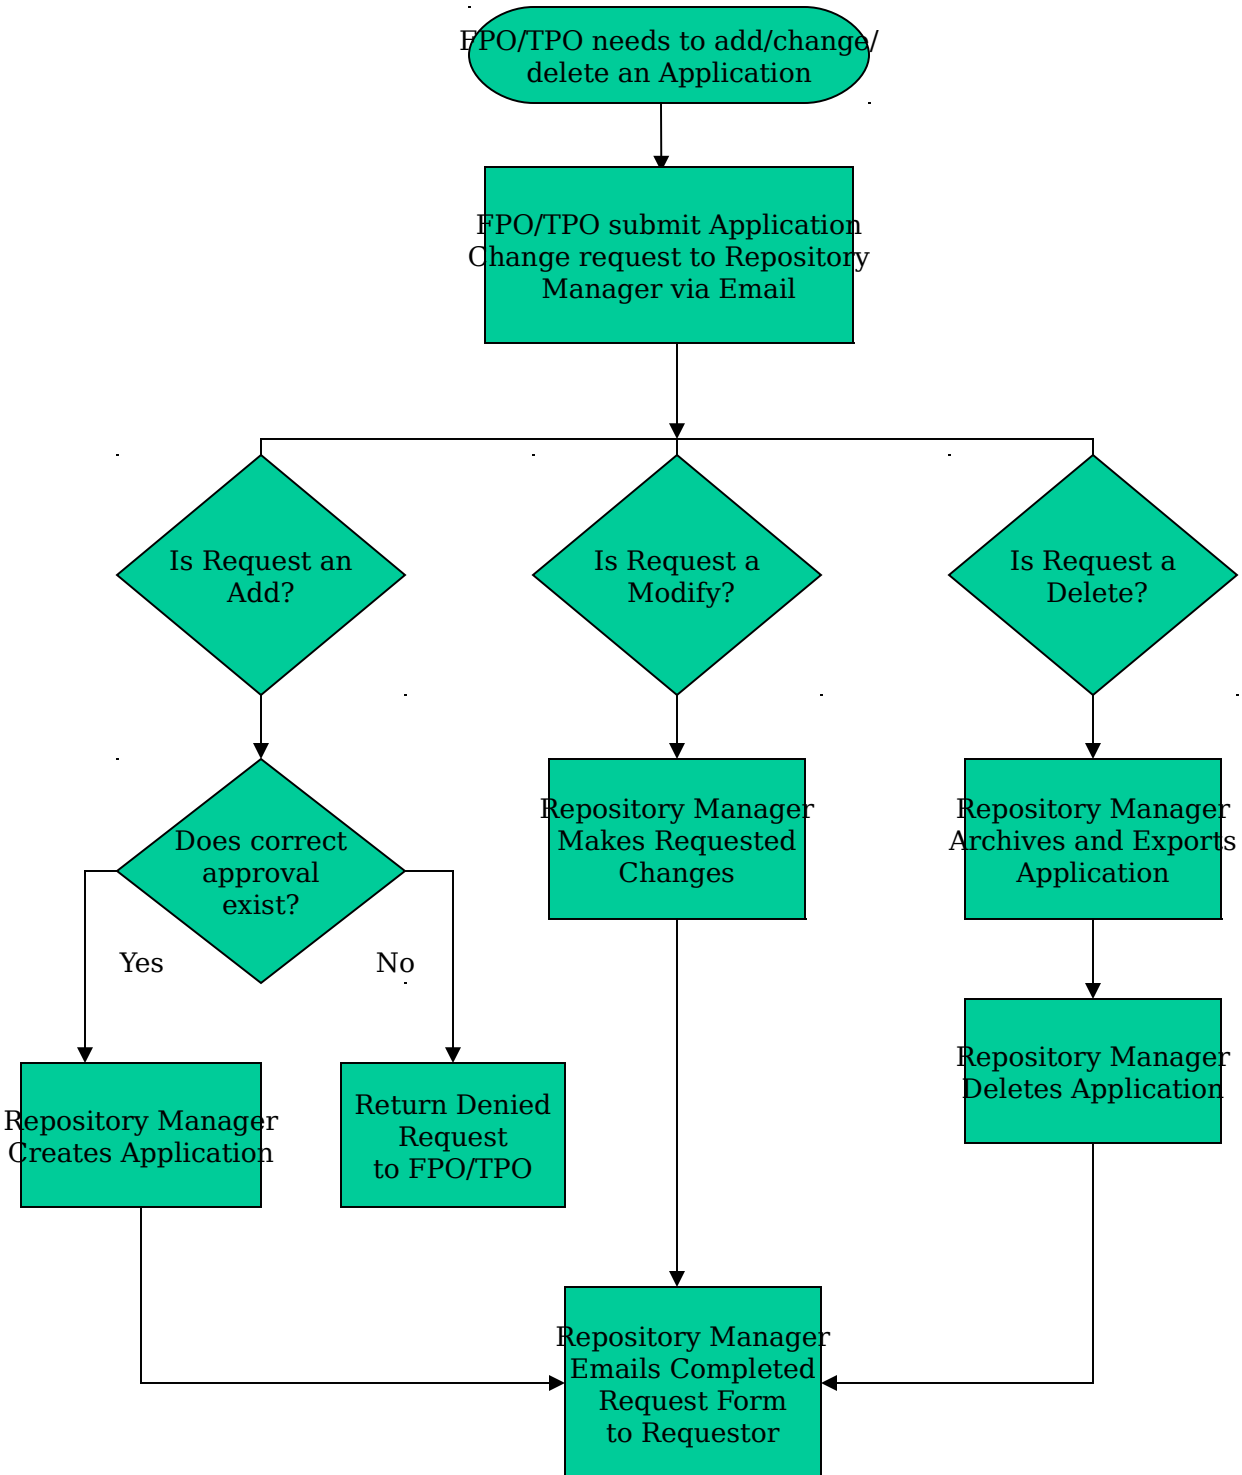 FPO/TPO needs to add/change/
delete an Application
FPO/TPO submit Application
Change request to Repository
Manager via Email
Is Request an
Add?
Is Request a
Modify?
Is Request a
Delete?
Does correct
approval
exist?
Yes
No
Repository Manager
Makes Requested
Changes
Repository Manager
Archives and Exports
Application
Repository Manager
Creates Application
Return Denied
Request
to FPO/TPO
Repository Manager
Deletes Application
Repository Manager
Emails Completed
Request Form
to Requestor